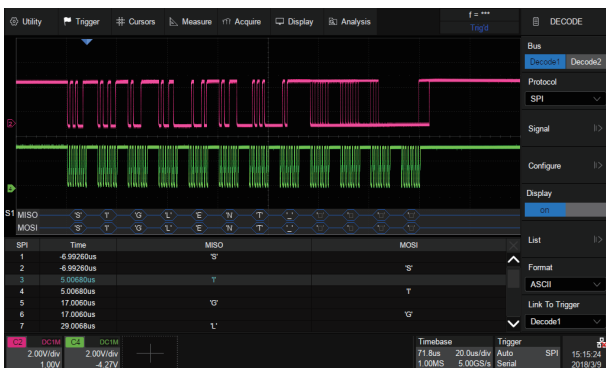 Utility Trigger Cursors Measure Acquire Display Analysis f = *** Trig'd DECODE
Bus
Decode1 Decode2
Protocol
SPI
Signal
Configure
Display
on
List
Format
ASCII
Link To Trigger
Decode1
2
4
S1 MISO 'S' 'I' 'G' 'L' 'E' 'N' 'T'
MOSI 'S' 'I' 'G' 'L' 'E' 'N' 'T'
SPI Time MISO MOSI
1 -6.99260us 'S'
2 -6.99260us 'S'
3 5.00680us 'I'
4 5.00680us 'I'
5 17.0060us 'G'
6 17.0060us 'G'
7 29.0068us 'L'
C2 DC1M C4 DC1M Timebase Trigger
2.00V/div 2.00V/div 71.8us 20.0us/div Auto SPI 15:15:24
1.00V -4.27V 1.00MS 5.00GS/s Serial 2018/3/9